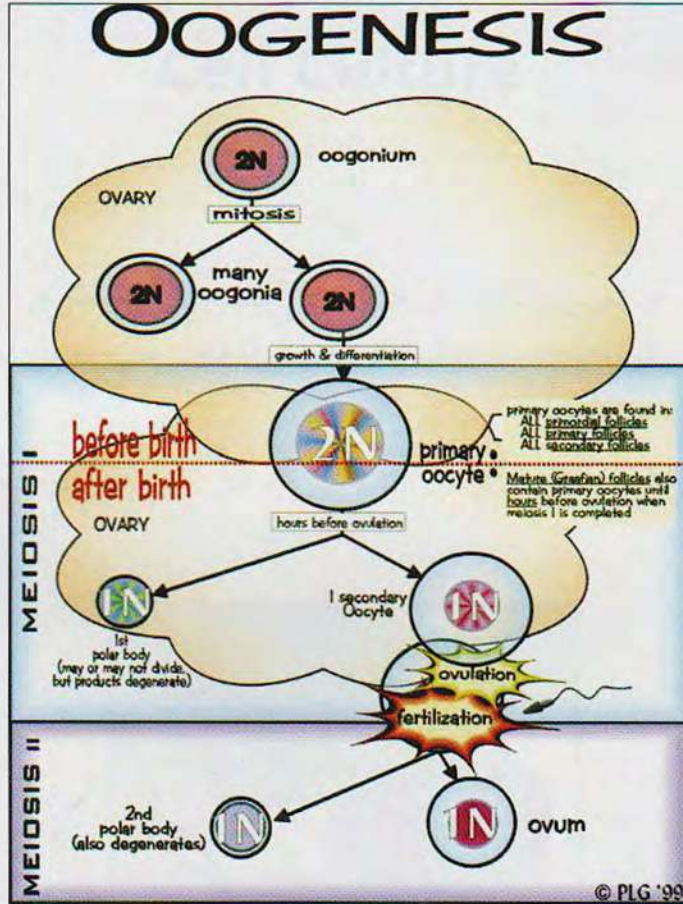 OOGENESIS
2N
oogonium
OVARY
mitosis
2N
many
oogonia
2N
growth & differentiation
MEIOSIS I
before birth
after birth
2N
primary
oocyte
primary oocytes are found in:
ALL primordial follicles
ALL primary follicles
ALL secondary follicles
Mature (Graafian) follicles also
contain primary oocytes until
hours before ovulation when
meiosis I is completed
OVARY
hours before ovulation
1N
1st
polar body
(may or may not divide,
but products degenerate)
1 secondary
Oocyte
1N
ovulation
fertilization
MEIOSIS II
2nd
polar body
(also degenerates)
1N
1N
ovum
© PLG '99